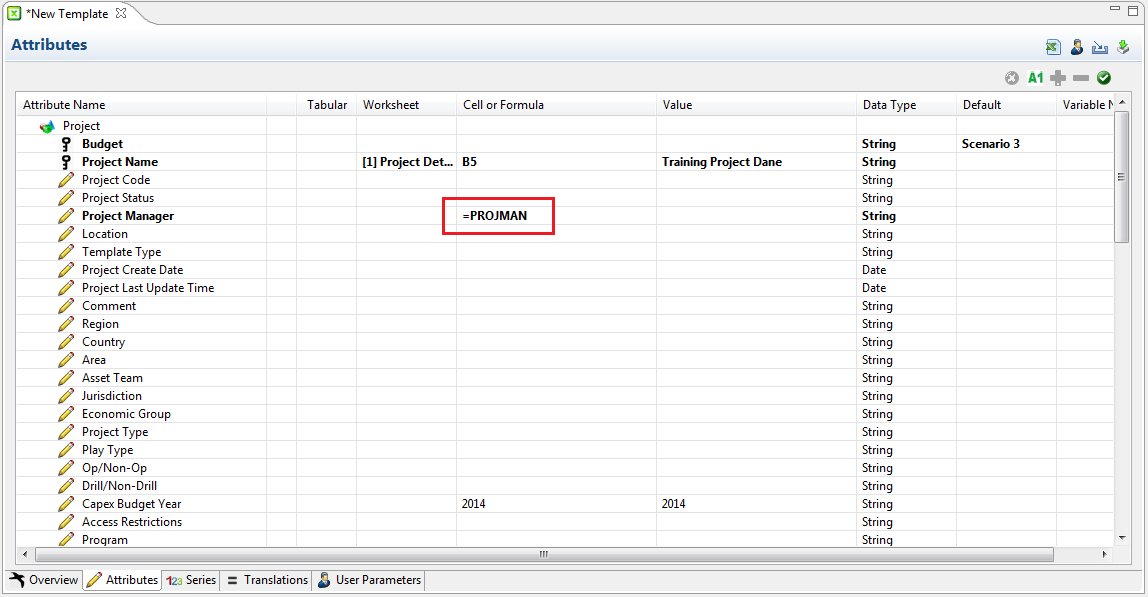 *New Template
Attributes
A1
Attribute Name Tabular Worksheet Cell or Formula Value Data Type Default Variable N
Project
Budget String Scenario 3
Project Name [1] Project Det... B5 Training Project Dane String
Project Code String
Project Status String
Project Manager =PROJMAN String
Location String
Template Type String
Project Create Date Date
Project Last Update Time Date
Comment String
Region String
Country String
Area String
Asset Team String
Jurisdiction String
Economic Group String
Project Type String
Play Type String
Op/Non-Op String
Drill/Non-Drill String
Capex Budget Year 2014 2014 String
Access Restrictions String
Program String
Overview Attributes 123 Series Translations User Parameters